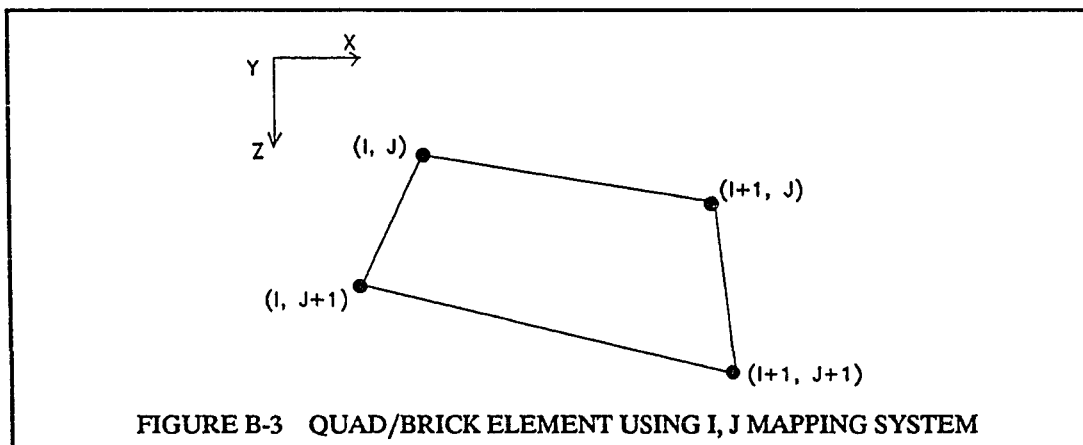 X
Y
Z
(I, J)
(I+1, J)
(I, J+1)
(I+1, J+1)
FIGURE B-3 QUAD/BRICK ELEMENT USING I, J MAPPING SYSTEM